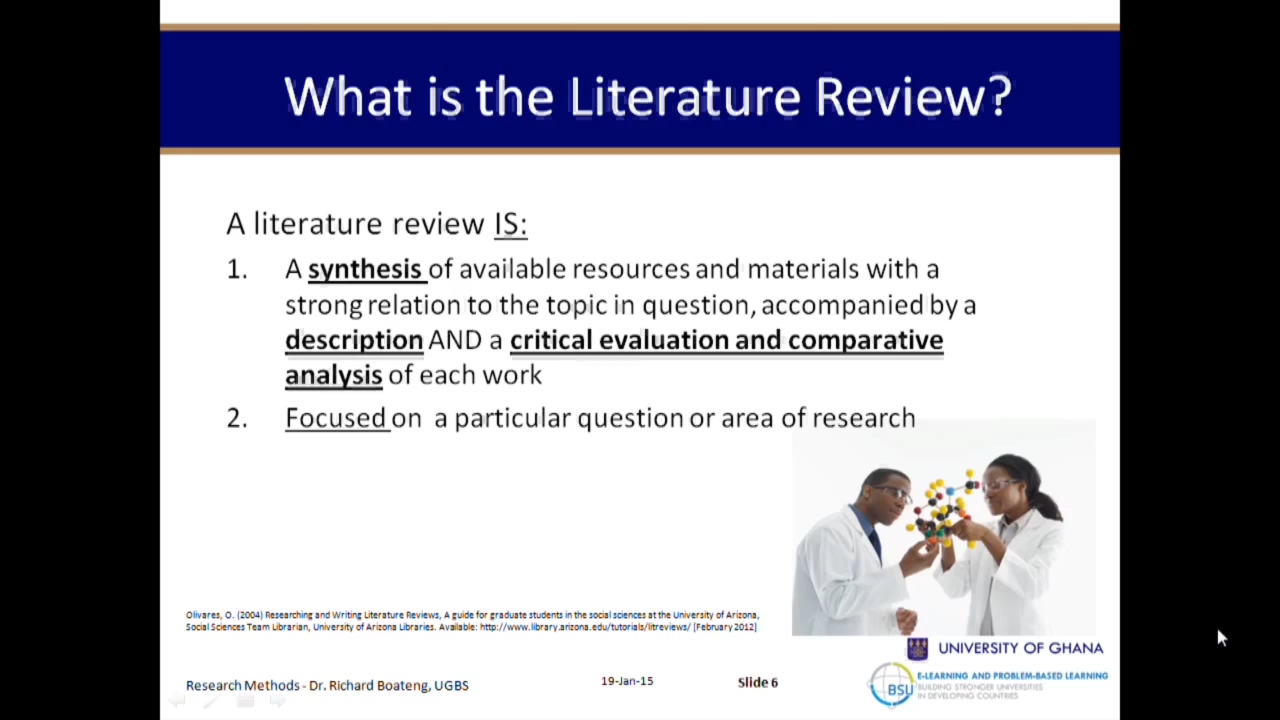 What is the Literature Review?
A literature review IS:
1. A synthesis of available resources and materials with a
strong relation to the topic in question, accompanied by a
description AND a critical evaluation and comparative
analysis of each work
2. Focused on a particular question or area of research
Olivares, O. (2004) Researching and Writing Literature Reviews, A guide for graduate students in the social sciences at the University of Arizona,
Social Sciences Team Librarian, University of Arizona Libraries. Available: http://www.library.arizona.edu/tutorials/litreviews/ [February 2012]
UNIVERSITY OF GHANA
BSU
E-LEARNING AND PROBLEM-BASED LEARNING
BUILDING STRONGER UNIVERSITIES
IN DEVELOPING COUNTRIES
Research Methods - Dr. Richard Boateng, UGBS
19-Jan-15
Slide 6